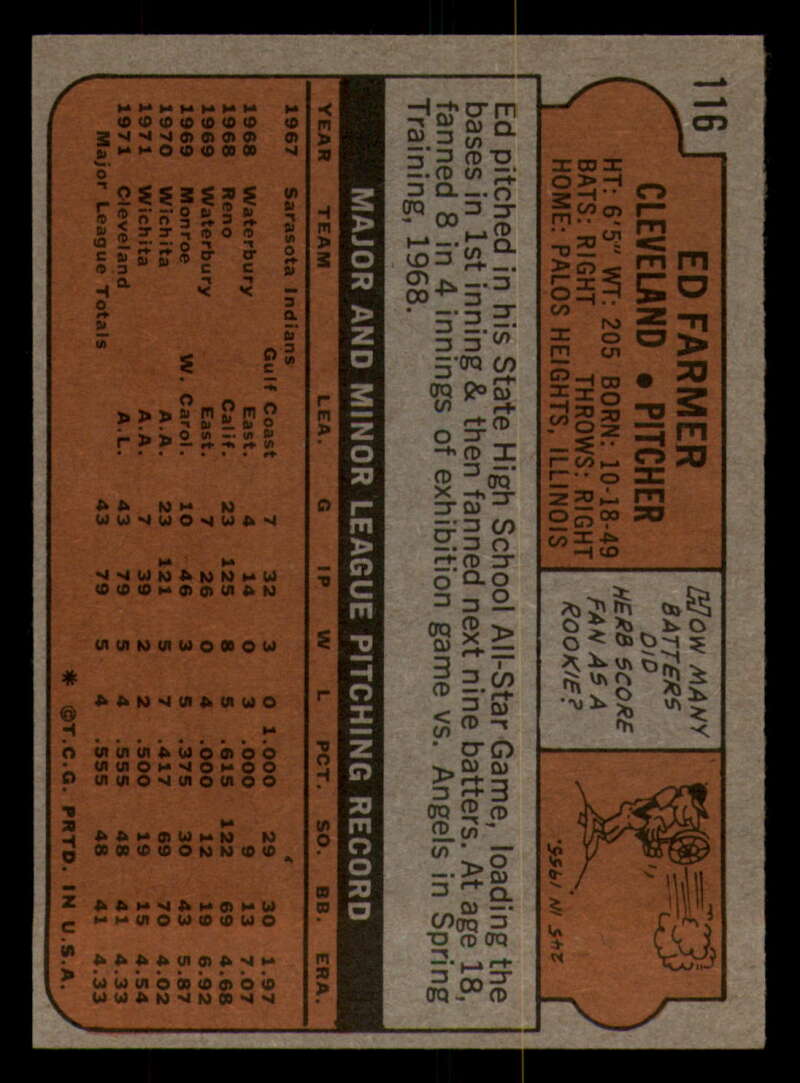 116
ED FARMER
CLEVELAND • PITCHER
HT: 6'5" WT: 205 BORN: 10-18-49
BATS: RIGHT THROWS: RIGHT
HOME: PALOS HEIGHTS, ILLINOIS
HOW MANY
BATTERS
DID
HERB SCORE
FAN AS A
ROOKIE?
245 IN 1955.
Ed pitched in his State High School All-Star Game, loading the
bases in 1st inning & then fanned next nine batters. At age 18,
fanned 8 in 4 innings of exhibition game vs. Angels in Spring
Training, 1968.
MAJOR AND MINOR LEAGUE PITCHING RECORD
YEAR TEAM LEA. G IP W L PCT. SO. BB. ERA.
1967 Sarasota Indians
Gulf Coast 7 32 3 0 1.000 29 30 1.97
1968 Waterbury East. 4 14 0 3 .000 9 13 7.07
1968 Reno Calif. 23 125 8 5 .615 122 69 4.68
1969 Waterbury East. 7 26 0 4 .000 12 19 6.92
1969 Monroe W. Carol. 10 46 3 5 .375 30 43 5.87
1970 Wichita A.A. 23 121 5 7 .417 69 70 4.02
1971 Wichita A.A. 7 39 2 2 .500 19 15 4.54
1971 Cleveland A.L. 43 79 5 4 .555 48 41 4.33
Major League Totals 43 79 5 4 .555 48 41 4.33
* ©T.C.G. PRTD. IN U.S.A.